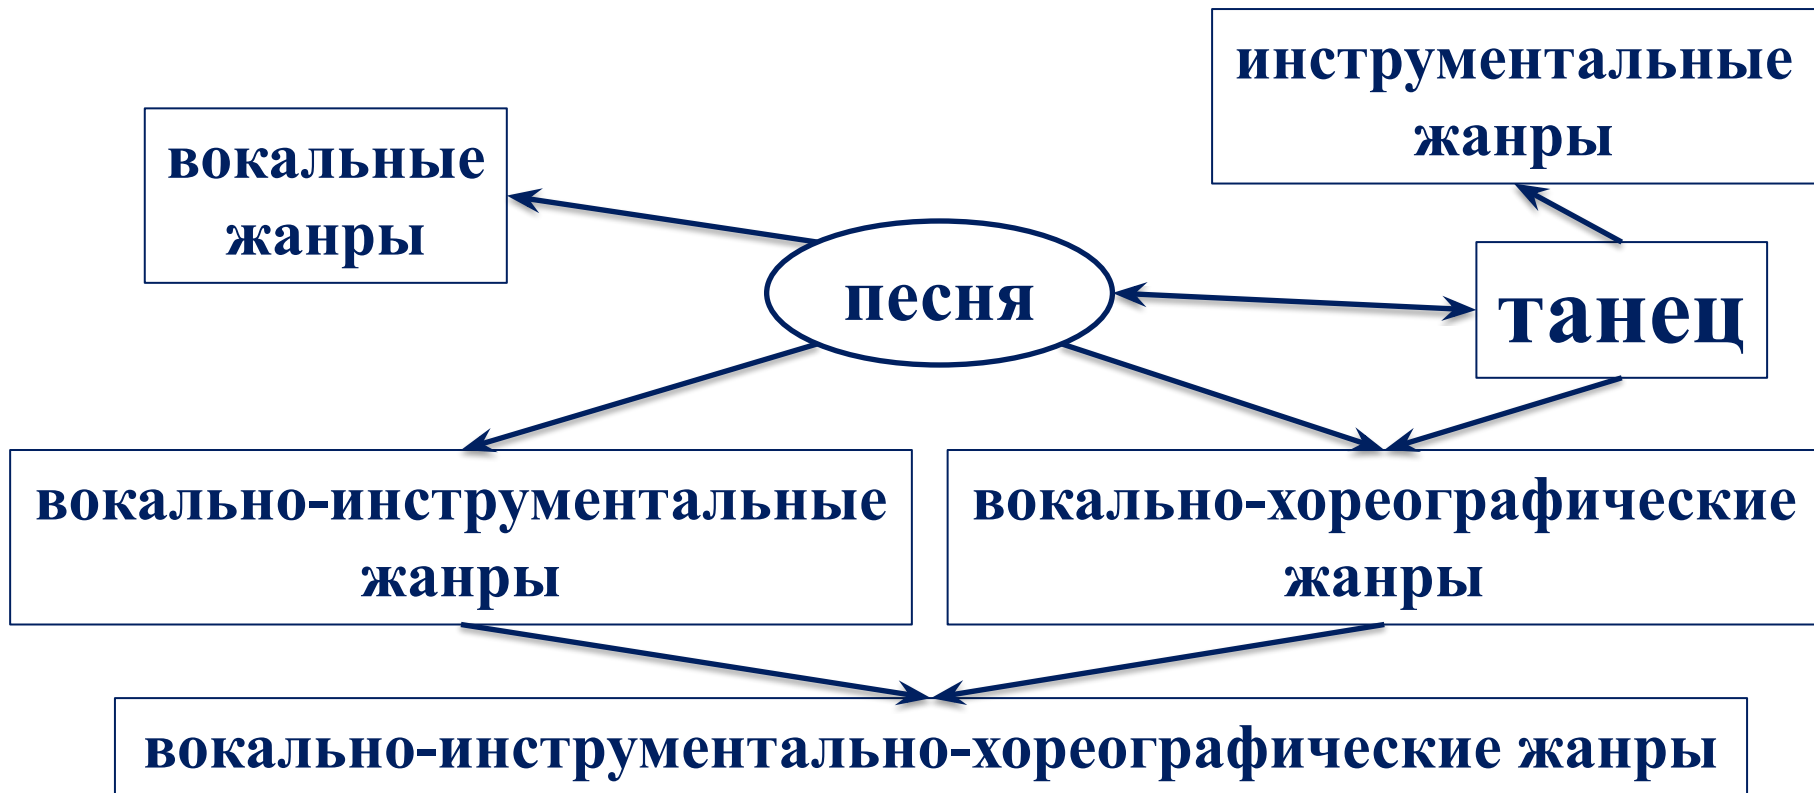 инструментальные
жанры
вокальные
жанры
песня
танец
вокально-инструментальные
жанры
вокально-хореографические
жанры
вокально-инструментально-хореографические жанры